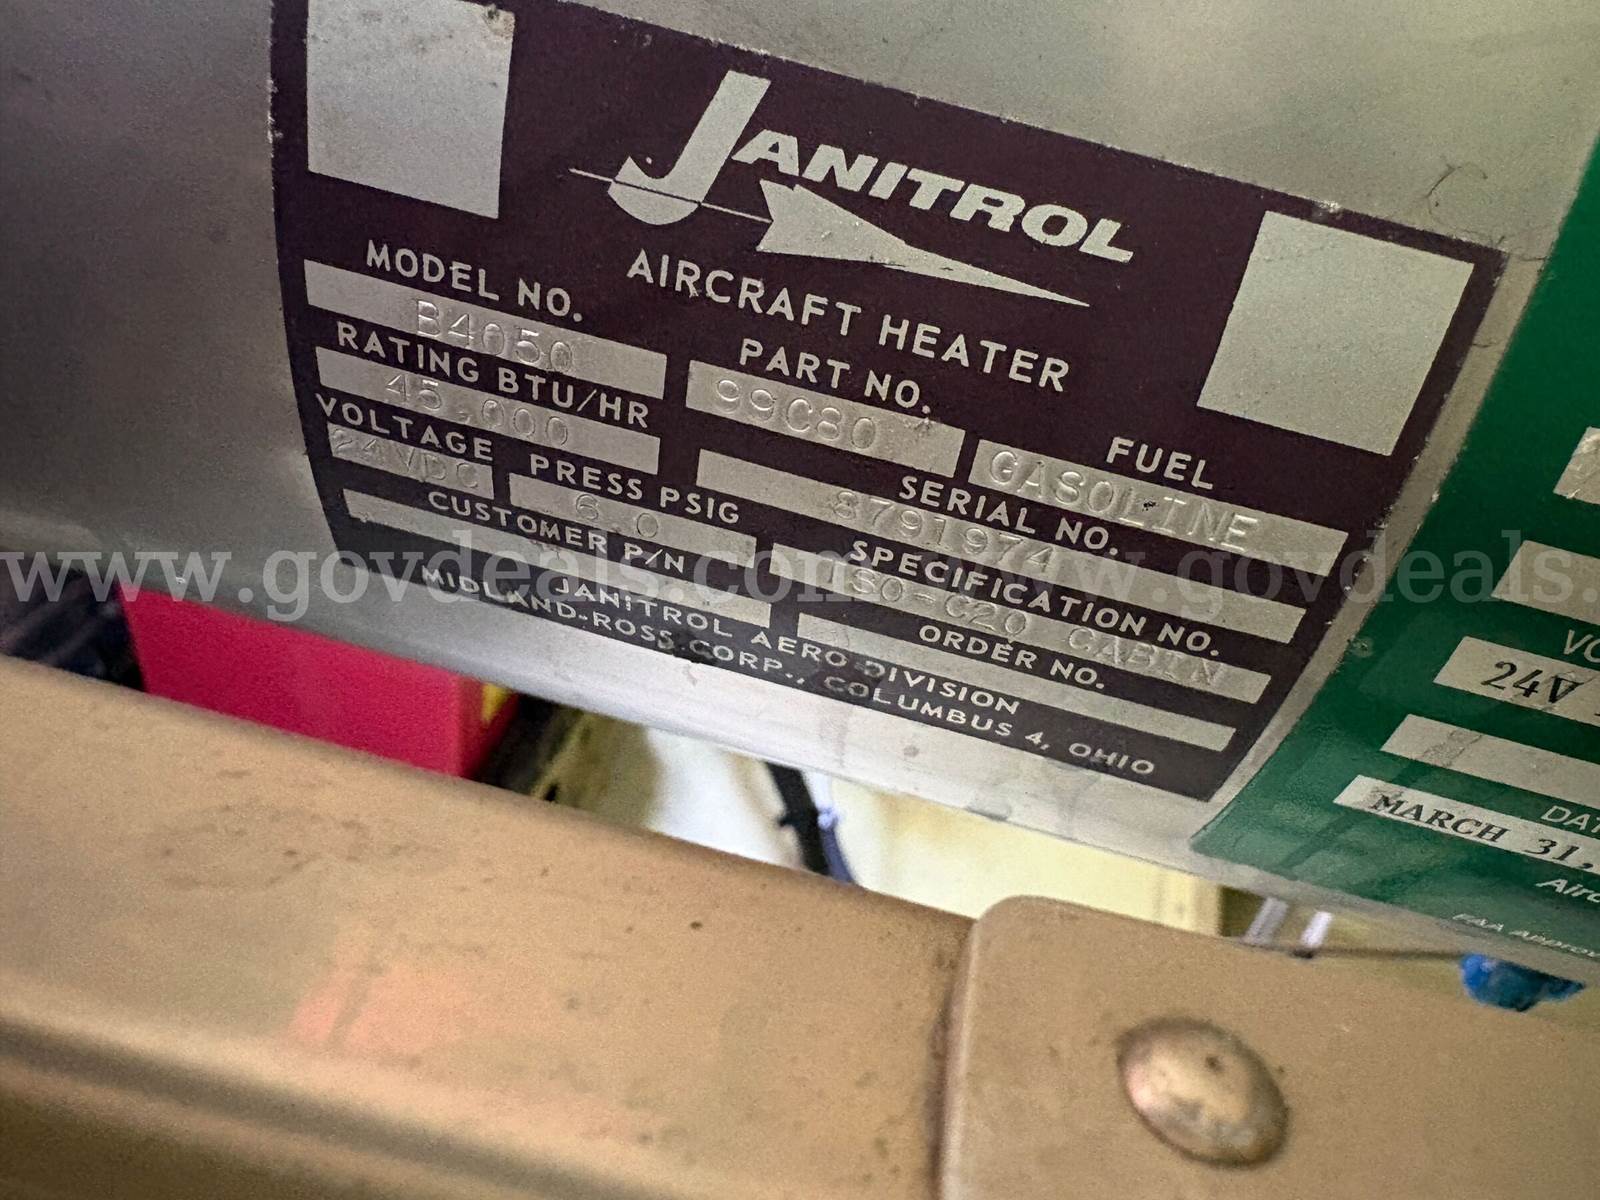 JANITROL
AIRCRAFT HEATER
MODEL NO.
B4050
PART NO.
99C80
FUEL
GASOLINE
RATING BTU/HR
45,000
SERIAL NO.
8791974
VOLTAGE
24VDC
PRESS PSIG
6.0
SPECIFICATION NO.
TSO-C20 CABIN
CUSTOMER P/N
ORDER NO.
JANITROL AERO DIVISION
MIDLAND-ROSS CORP., COLUMBUS 4, OHIO
24V
MARCH 31,
FAA
www.govdeals.com
www.govdeals.